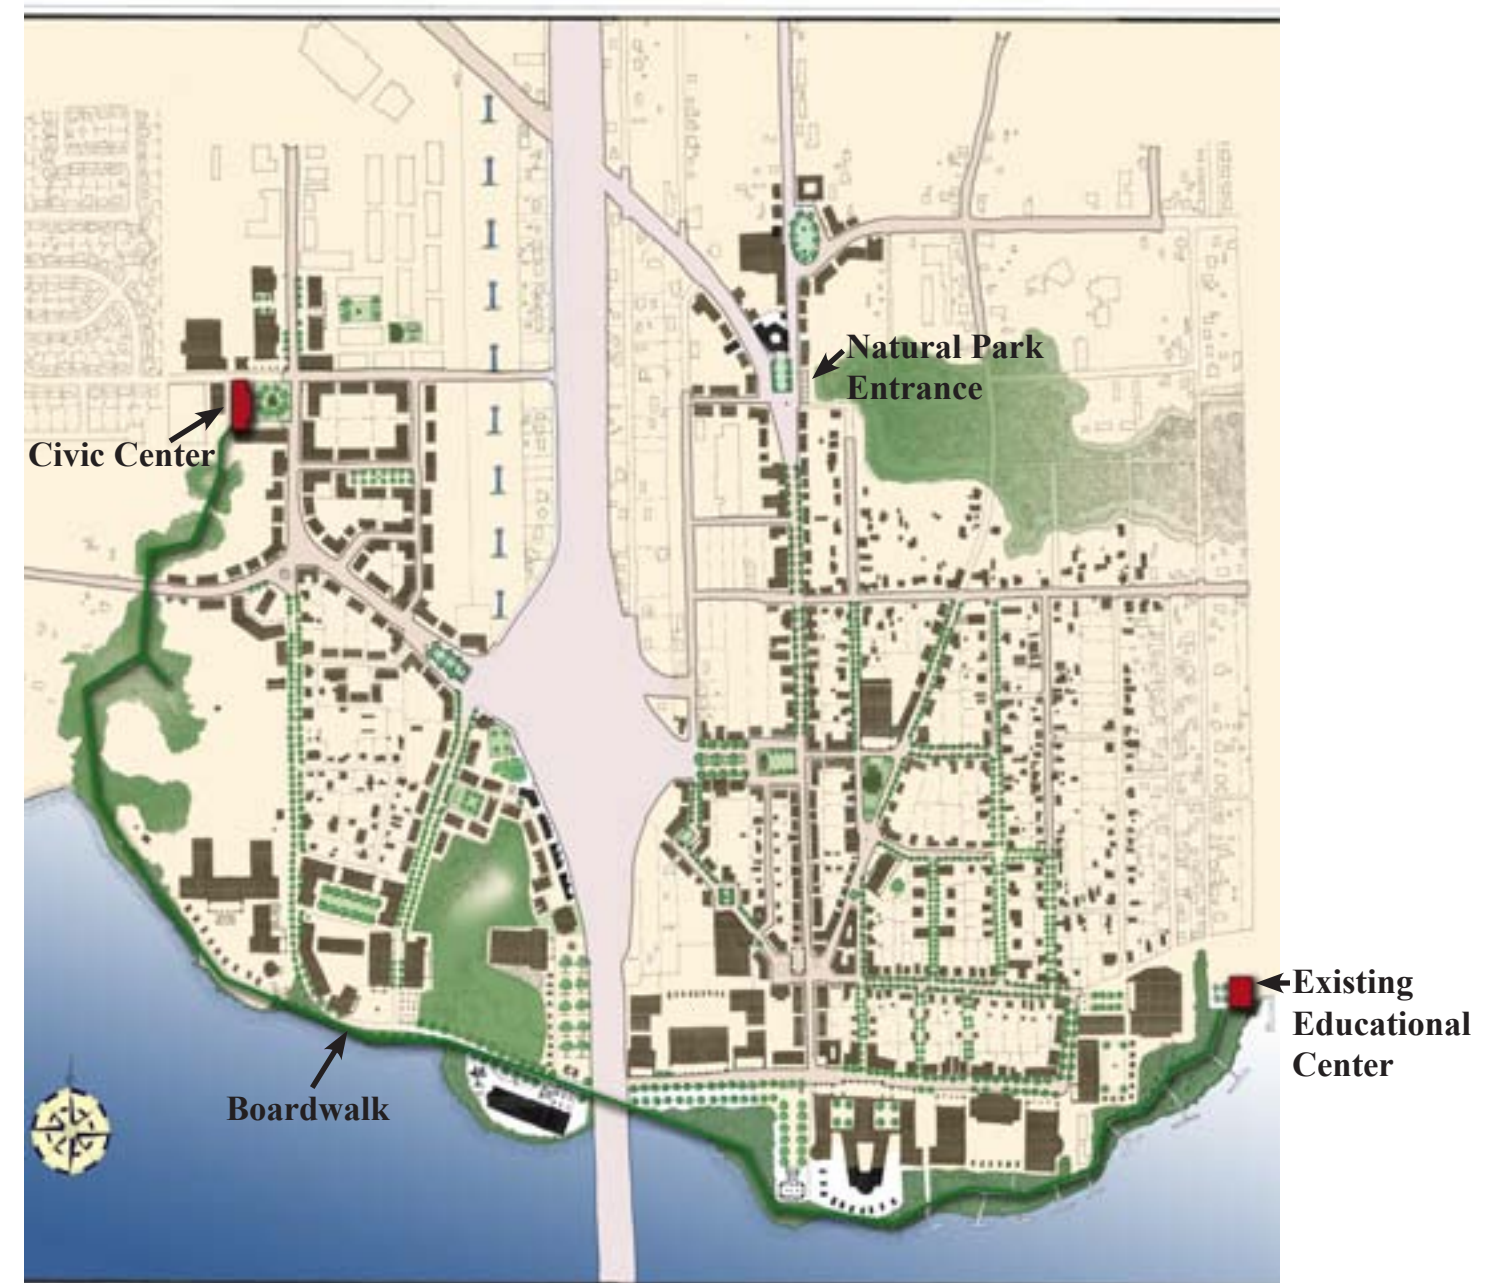 Natural Park
Entrance
Civic Center
Existing
Educational
Center
Boardwalk